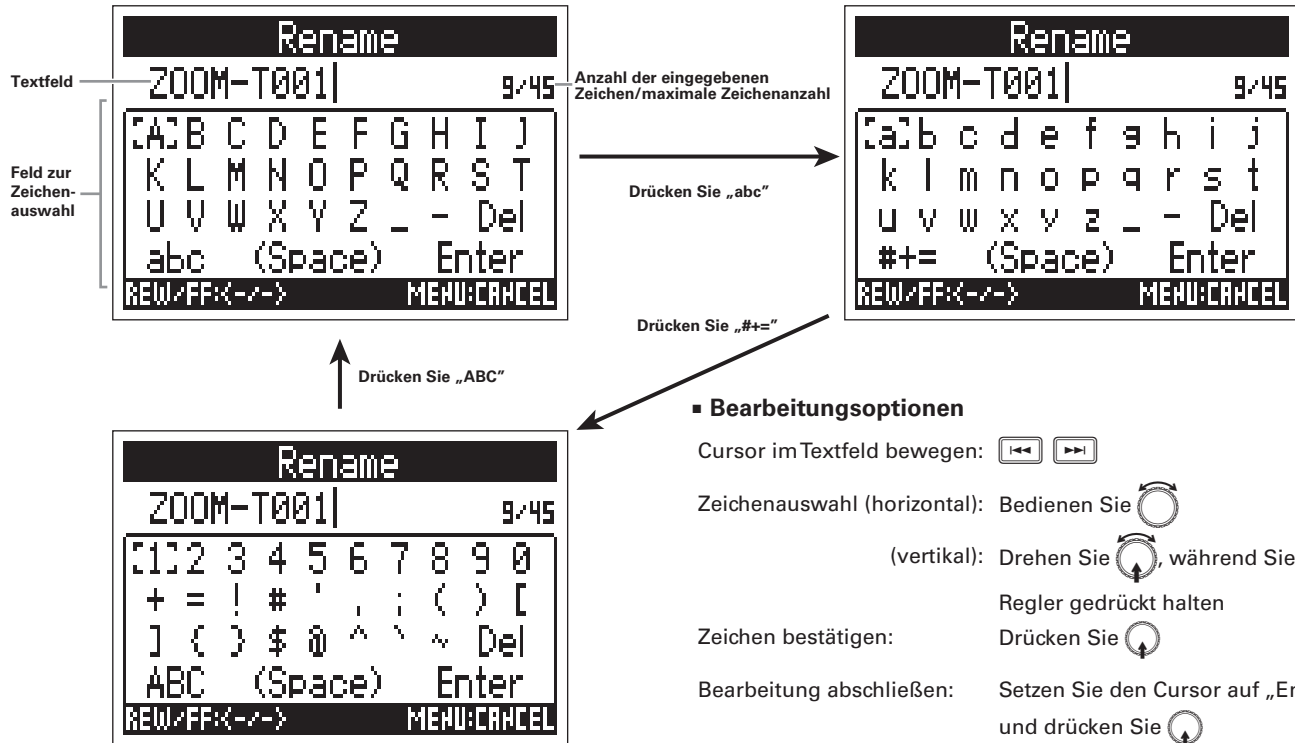 Rename
Textfeld
ZOOM-T001
9/45
Anzahl der eingegebenen
Zeichen/maximale Zeichenanzahl
Feld zur
Zeichen-
auswahl
[A] B C D E F G H I J
K L M N O P Q R S T
U V W X Y Z _ - Del
abc (Space) Enter
REW/FF:<-/-> MENU:CANCEL
Drücken Sie „abc”
Rename
ZOOM-T001
9/45
[a] b c d e f g h i j
k l m n o p q r s t
u v w x y z _ - Del
#+= (Space) Enter
REW/FF:<-/-> MENU:CANCEL
Drücken Sie „#+=”
Drücken Sie „ABC”
Rename
ZOOM-T001
9/45
[1] 2 3 4 5 6 7 8 9 0
+ = ! # ' , ; ( ) [
] { } $ @ ^ ` ~ Del
ABC (Space) Enter
REW/FF:<-/-> MENU:CANCEL
▪ Bearbeitungsoptionen
Cursor im Textfeld bewegen:
Zeichenauswahl (horizontal): Bedienen Sie
(vertikal): Drehen Sie , während Sie
Regler gedrückt halten
Zeichen bestätigen: Drücken Sie
Bearbeitung abschließen: Setzen Sie den Cursor auf
und drücken Sie